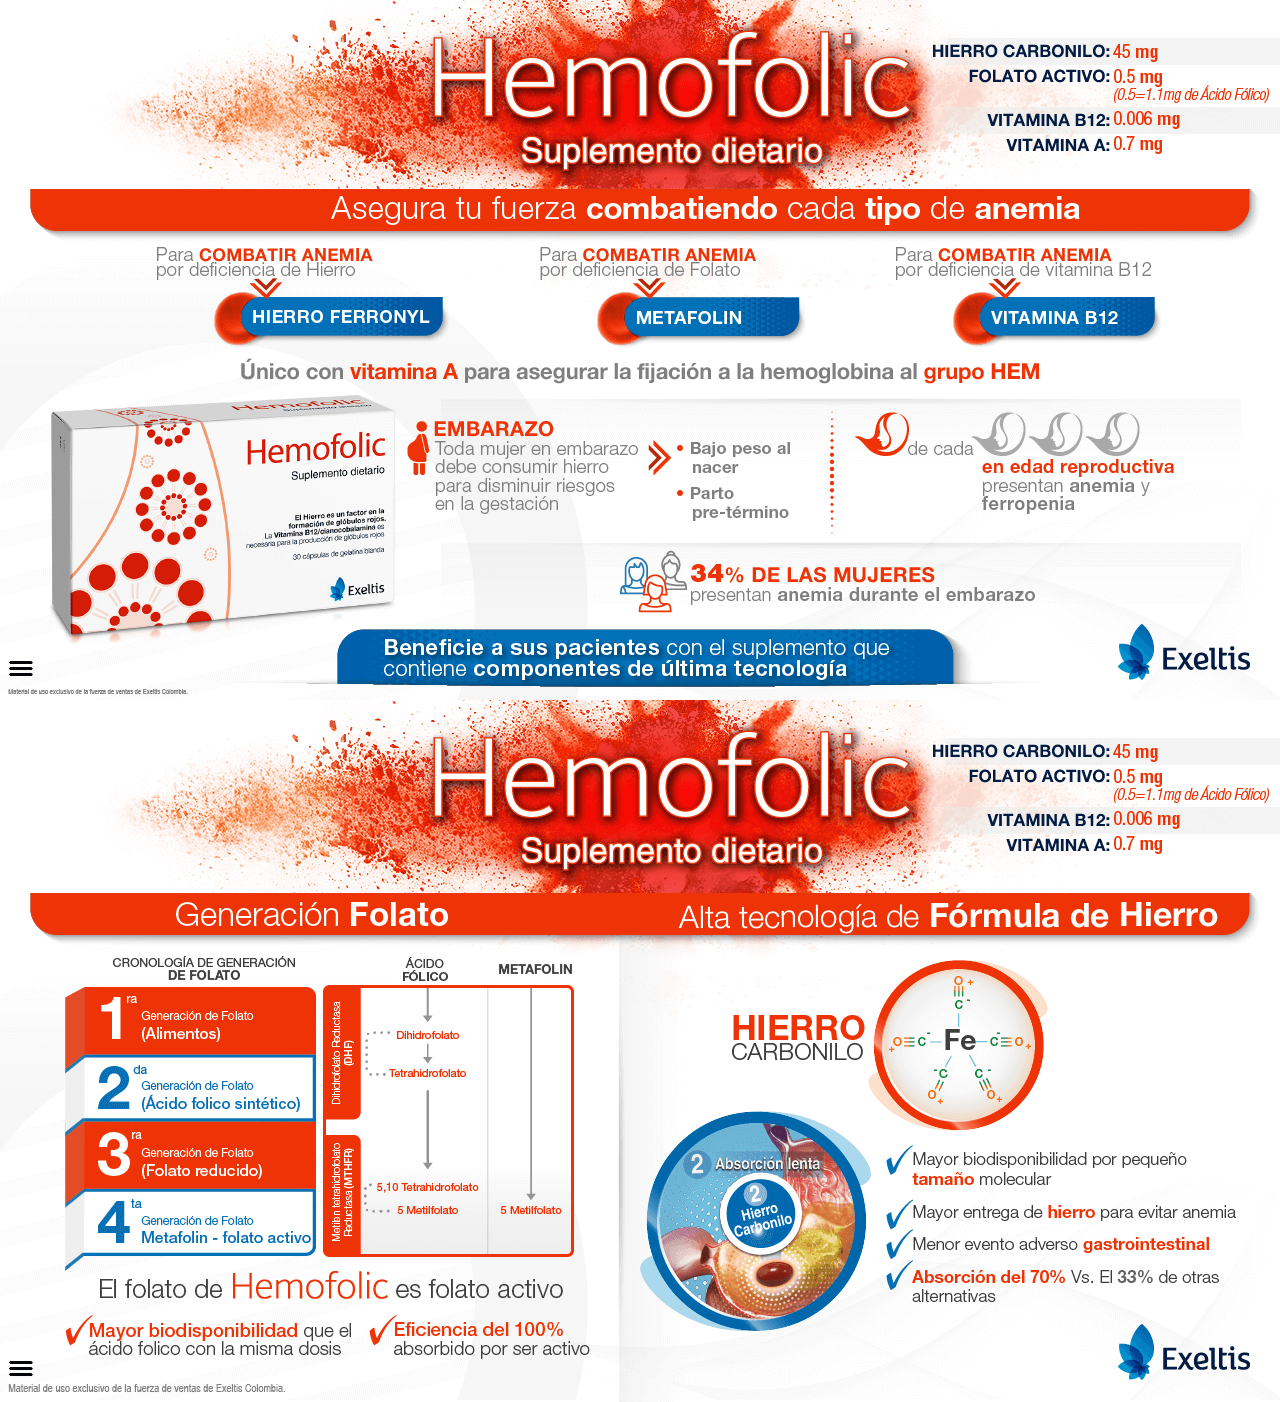 Hemofolic
Suplemento dietario
HIERRO CARBONILO: 45 mg
FOLATO ACTIVO: 0.5 mg
(0.5=1.1mg de Ácido Fólico)
VITAMINA B12: 0.006 mg
VITAMINA A: 0.7 mg
Asegura tu fuerza combatiendo cada tipo de anemia
Para COMBATIR ANEMIA
por deficiencia de Hierro
HIERRO FERRONYL
Para COMBATIR ANEMIA
por deficiencia de Folato
METAFOLIN
Para COMBATIR ANEMIA
por deficiencia de vitamina B12
VITAMINA B12
Único con vitamina A para asegurar la fijación a la hemoglobina al grupo HEM
Hemofolic
Suplemento dietario
Hemofolic
Suplemento dietario
El Hierro es un factor en la
formación de glóbulos rojos.
La Vitamina B12/cianocobalamina es
necesaria para la producción de glóbulos rojos
30 cápsulas de gelatina blanda
Exeltis
EMBARAZO
Toda mujer en embarazo
debe consumir hierro
para disminuir riesgos
en la gestación
• Bajo peso al
nacer
• Parto
pre-término
de cada
en edad reproductiva
presentan anemia y
ferropenia
34% DE LAS MUJERES
presentan anemia durante el embarazo
Beneficie a sus pacientes con el suplemento que
contiene componentes de última tecnología
Exeltis
Material de uso exclusivo de la fuerza de ventas de Exeltis Colombia.
Hemofolic
Suplemento dietario
HIERRO CARBONILO: 45 mg
FOLATO ACTIVO: 0.5 mg
(0.5=1.1mg de Ácido Fólico)
VITAMINA B12: 0.006 mg
VITAMINA A: 0.7 mg
Generación Folato
Alta tecnología de Fórmula de Hierro
CRONOLOGÍA DE GENERACIÓN
DE FOLATO
1ra
Generación de Folato
(Alimentos)
2da
Generación de Folato
(Ácido folico sintético)
3ra
Generación de Folato
(Folato reducido)
4ta
Generación de Folato
Metafolin - folato activo
ÁCIDO
FÓLICO
METAFOLIN
Dihidrofolato Reductasa
(DHF)
Dihidrofolato
Tetrahidrofolato
Metilen tetrahidrofolato
Reductasa (MTHFR)
5,10 Tetrahidrofolato
5 Metilfolato
5 Metilfolato
El folato de Hemofolic es folato activo
Mayor biodisponibilidad que el
ácido folico con la misma dosis
Eficiencia del 100%
absorbido por ser activo
HIERRO
CARBONILO
O +
C -
+ O≡C - Fe C - ≡O +
- C C -
O + O +
2 Absorción lenta
2
Hierro
Carbonilo
Mayor biodisponibilidad por pequeño
tamaño molecular
Mayor entrega de hierro para evitar anemia
Menor evento adverso gastrointestinal
Absorción del 70% Vs. El 33% de otras
alternativas
Exeltis
Material de uso exclusivo de la fuerza de ventas de Exeltis Colombia.